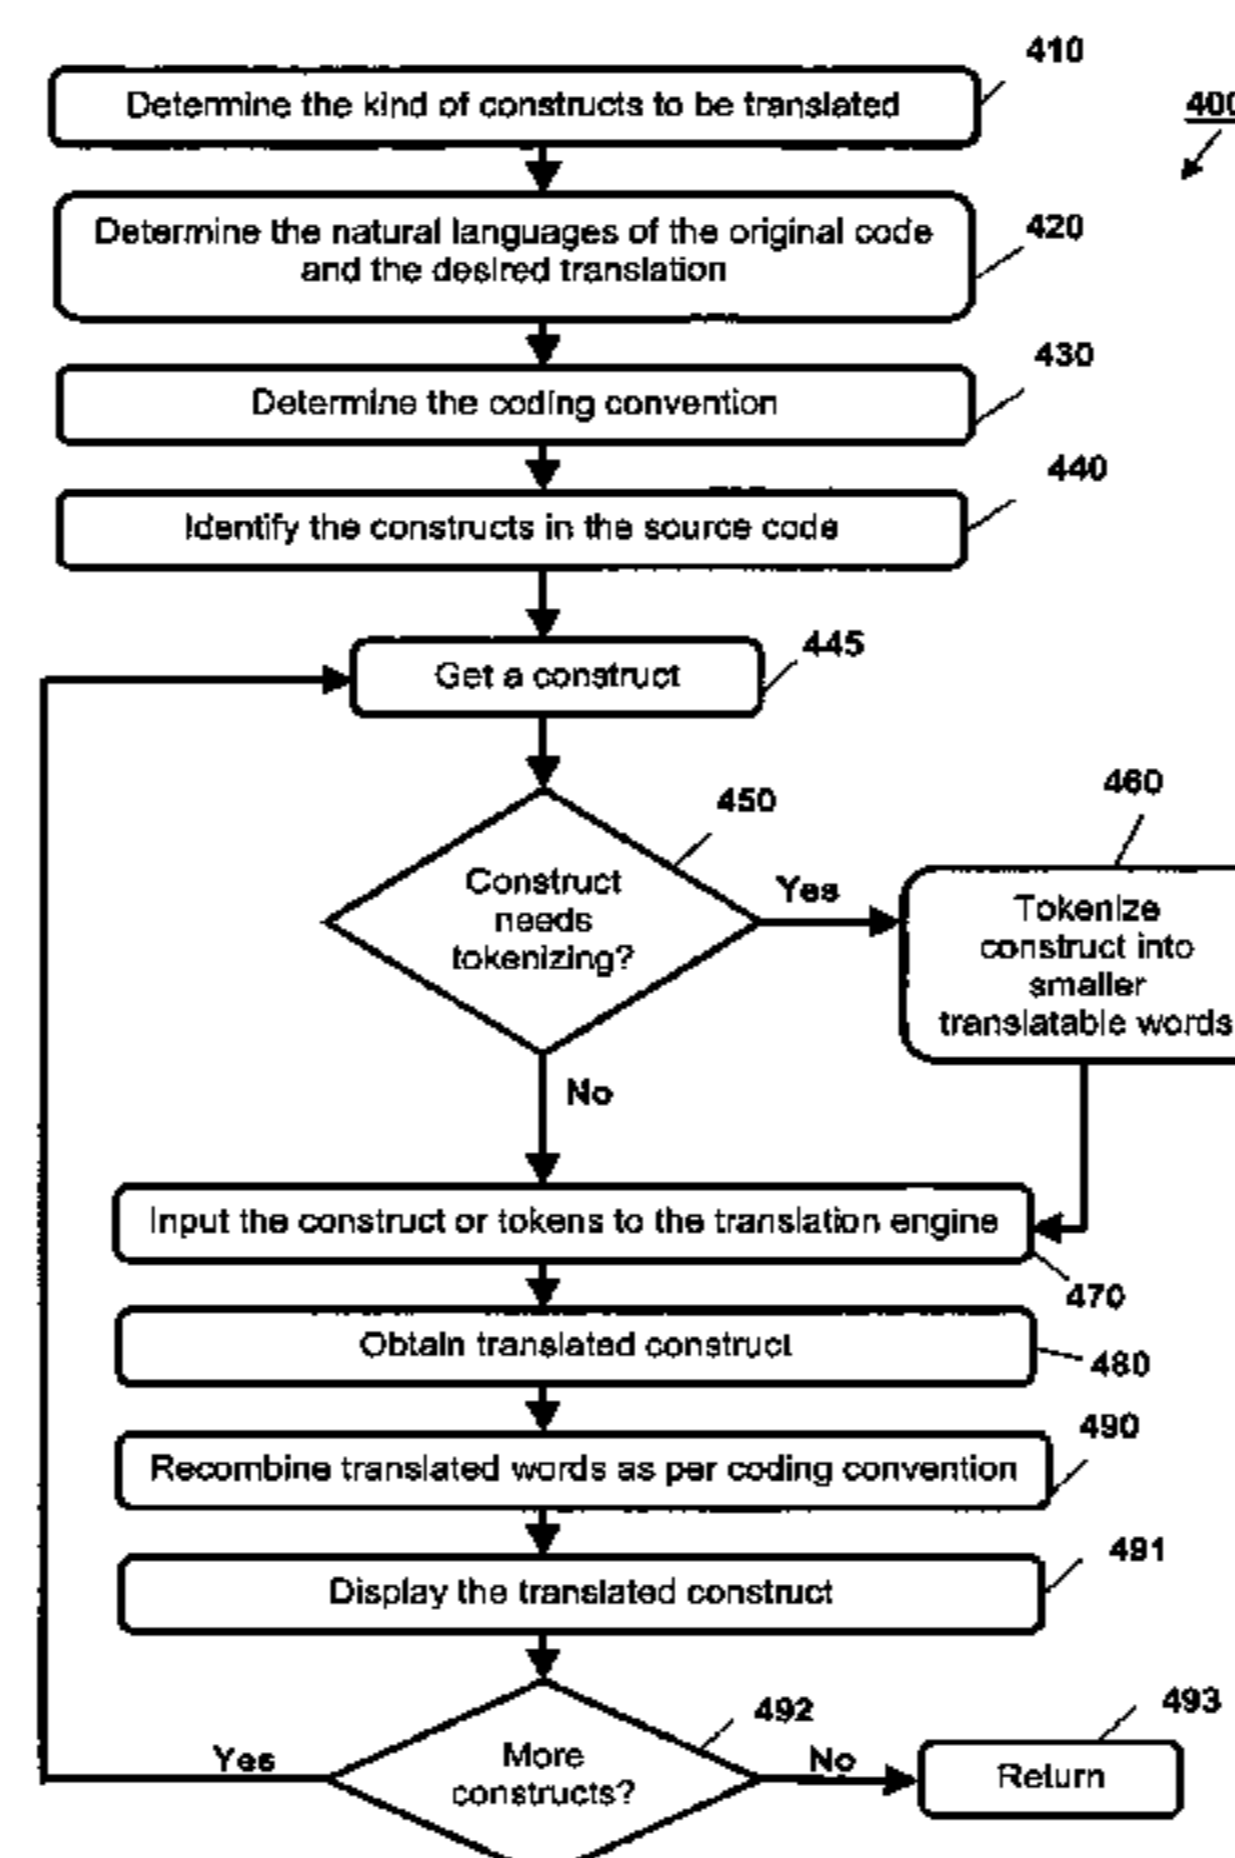 410
Determine the kind of constructs to be translated
400
Determine the natural languages of the original code
and the desired translation
420
430
Determine the coding convention
440
Identify the constructs in the source code
445
Get a construct
460
450
Construct
needs
tokenizing?
Yes
Tokenize
construct into
smaller
translatable words
No
Input the construct or tokens to the translation engine
470
Obtain translated construct
480
490
Recombine translated words as per coding convention
491
Display the translated construct
492
493
Yes
More
constructs?
No
Return